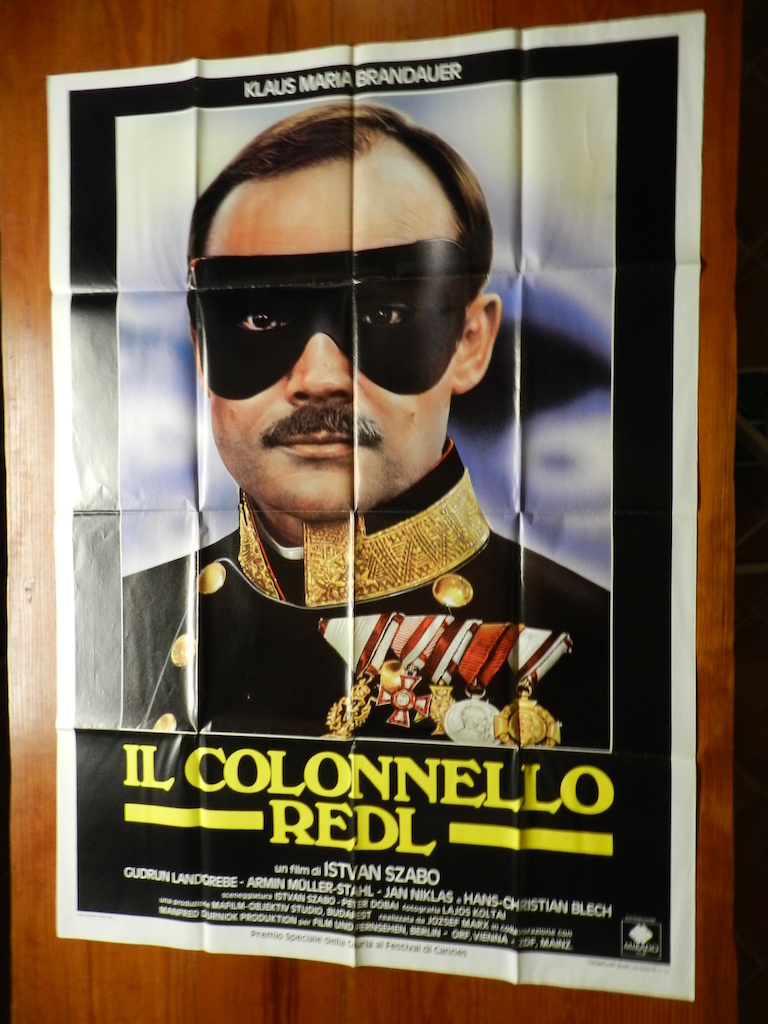 KLAUS MARIA BRANDAUER
IL COLONNELLO
REDL
un film di ISTVAN SZABO
GUDRUN LANDGREBE - ARMIN MÜLLER-STAHL - JAN NIKLAS e HANS-CHRISTIAN BLECH
sceneggiatura ISTVAN SZABO - PETER DOBAI fotografia LAJOS KOLTAI
una produzione MAFILM-OBJEKTIV STUDIO, BUDAPEST realizzata da JOZSEF MARX in collaborazione con
MANFRED DURNIOK PRODUKTION per FILM UND FERNSEHEN, BERLIN - ORF, VIENNA - ZDF, MAINZ
Premio Speciale della Giuria al Festival di Cannes